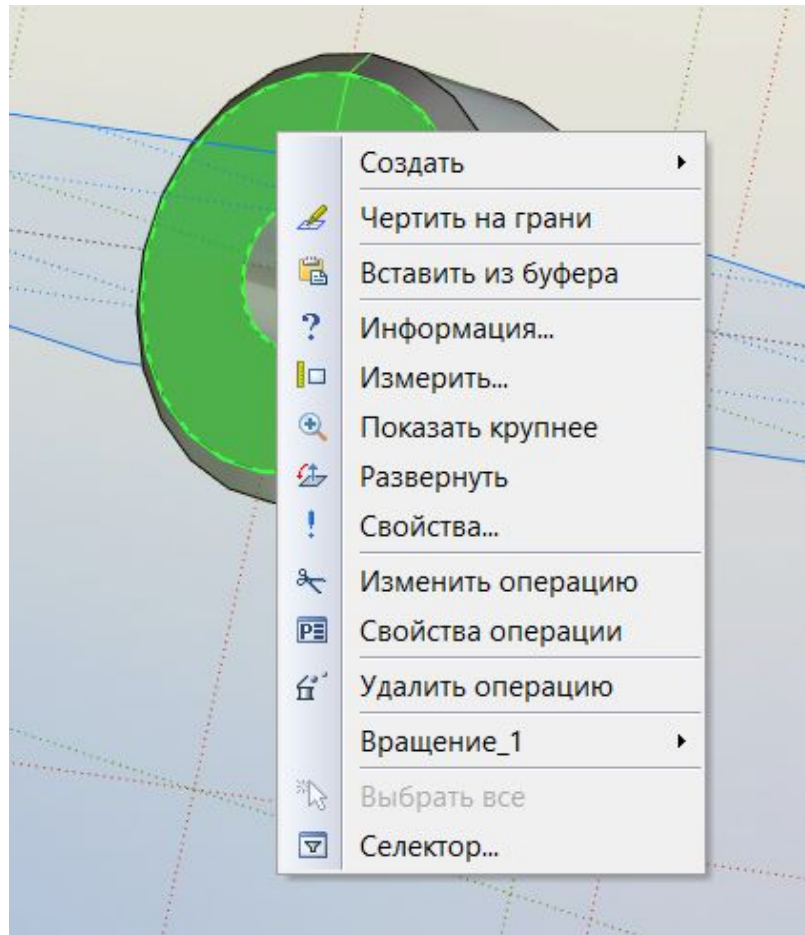 Создать
Чертить на грани
Вставить из буфера
Информация...
Измерить...
Показать крупнее
Развернуть
Свойства...
Изменить операцию
Свойства операции
Удалить операцию
Вращение_1
Выбрать все
Селектор...